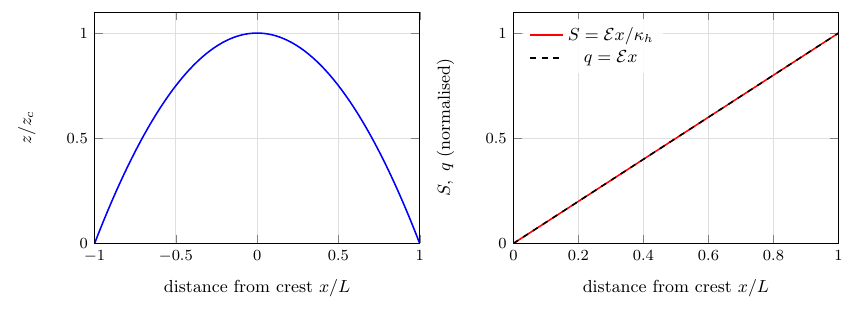 1
0.5
0
−1
−0.5
0
0.5
1
z/z_c
distance from crest x/L
1
0.5
0
0
0.2
0.4
0.6
0.8
1
S, q (normalised)
S = ℰx/κ_h
q = ℰx
distance from crest x/L